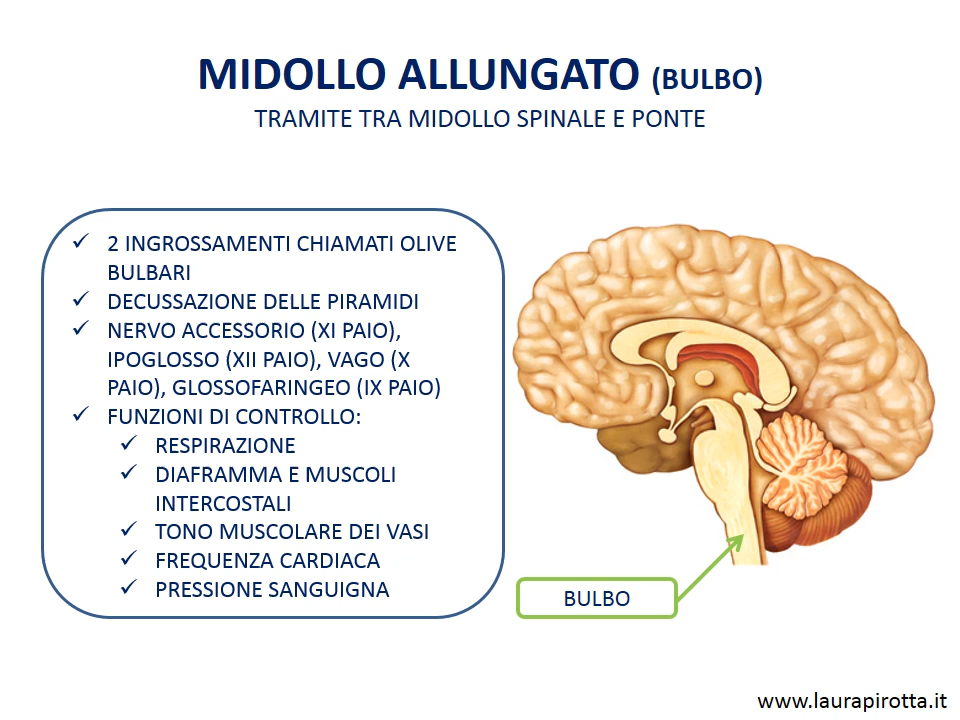 MIDOLLO ALLUNGATO (BULBO)
TRAMITE TRA MIDOLLO SPINALE E PONTE
2 INGROSSAMENTI CHIAMATI OLIVE
BULBARI
DECUSSAZIONE DELLE PIRAMIDI
NERVO ACCESSORIO (XI PAIO),
IPOGLOSSO (XII PAIO), VAGO (X
PAIO), GLOSSOFARINGEO (IX PAIO)
FUNZIONI DI CONTROLLO:
RESPIRAZIONE
DIAFRAMMA E MUSCOLI
INTERCOSTALI
TONO MUSCOLARE DEI VASI
FREQUENZA CARDIACA
PRESSIONE SANGUIGNA
BULBO
www.laurapirotta.it